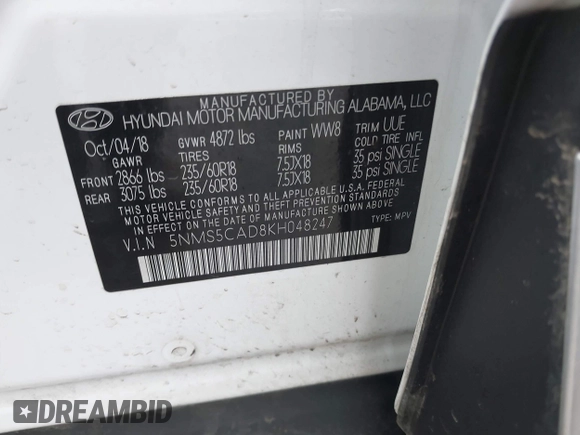 MANUFACTURED BY
HYUNDAI MOTOR MANUFACTURING ALABAMA, LLC
Oct/04/18 GVWR 4872 lbs PAINT WW8 TRIM UUE
GAWR TIRES RIMS COLD TIRE INFL
FRONT 2866 lbs 235/60R18 7.5JX18 35 psi SINGLE
REAR 3075 lbs 235/60R18 7.5JX18 35 psi SINGLE
THIS VEHICLE CONFORMS TO ALL APPLICABLE U.S.A. FEDERAL
MOTOR VEHICLE SAFETY, BUMPER, AND THEFT PREVENTION
STANDARDS IN EFFECT ON THE DATE OF MANUFACTURE SHOWN ABOVE.
V.I.N 5NMS5CAD8KH048247 TYPE: MPV
DREAMBID